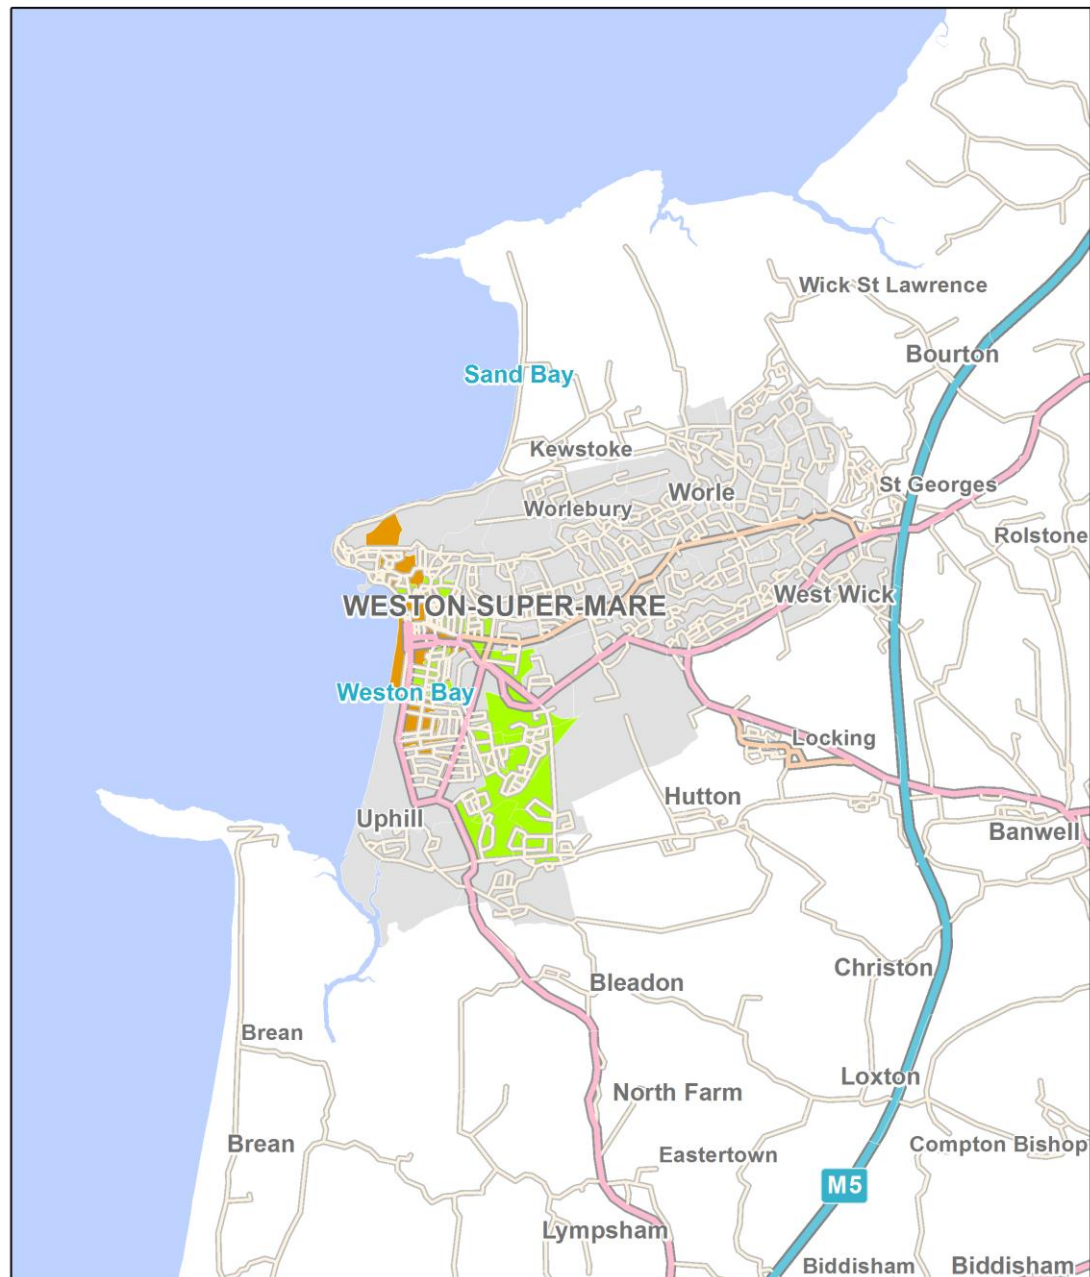 Wick St Lawrence
Bourton
Sand Bay
Kewstoke
St Georges
Worle
Worlebury
Rolstone
West Wick
WESTON-SUPER-MARE
Weston Bay
Locking
Hutton
Uphill
Banwell
Christon
Bleadon
Brean
Loxton
North Farm
Brean
Compton Bishop
Eastertown
M5
Lympsham
Biddisham
Biddisham